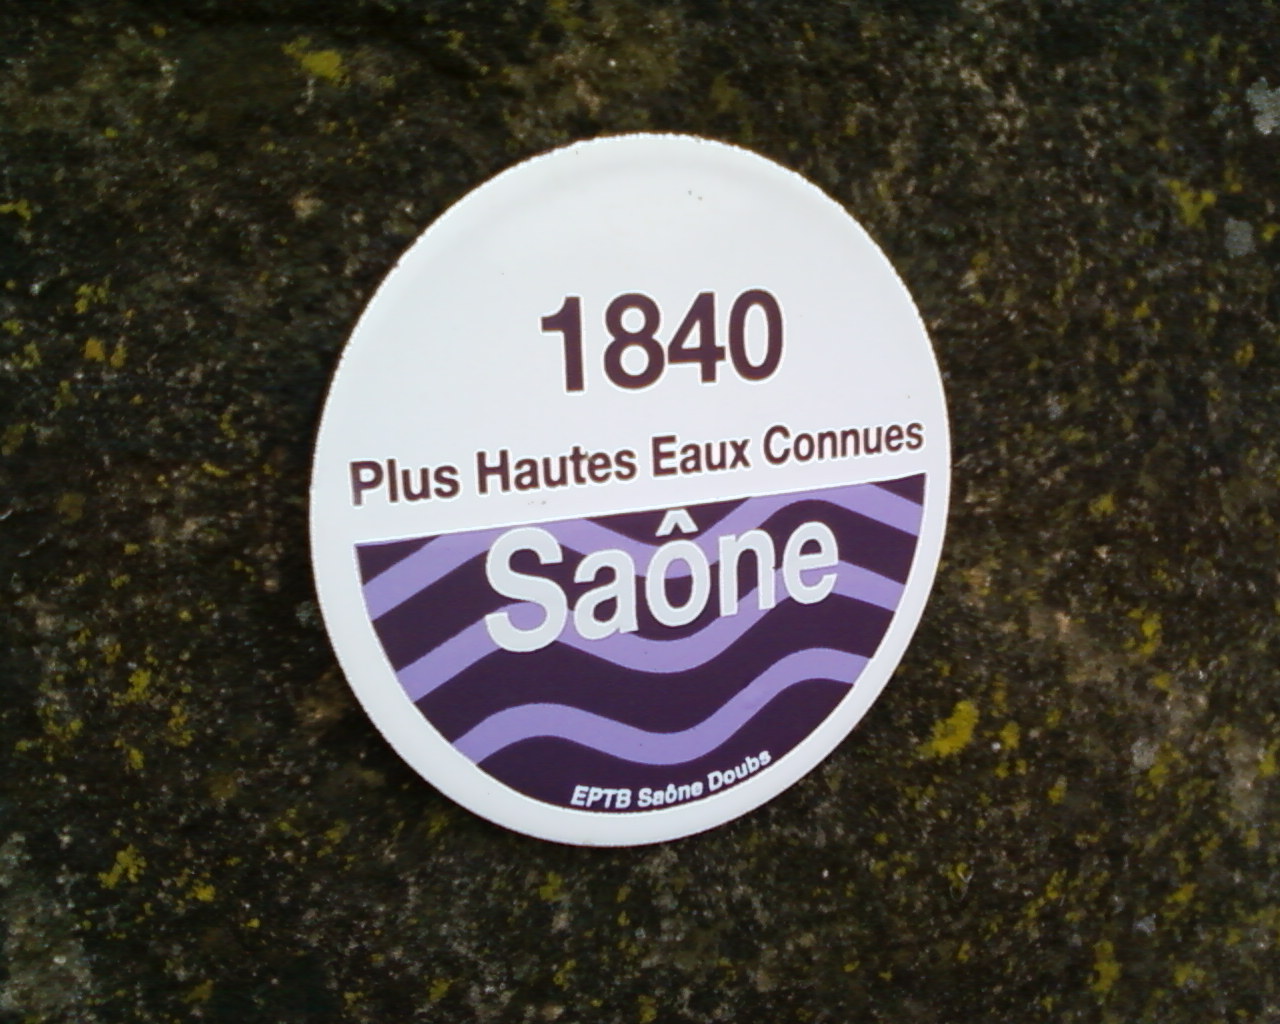 1840
Plus Hautes Eaux Connues
Saône
EPTB Saône Doubs